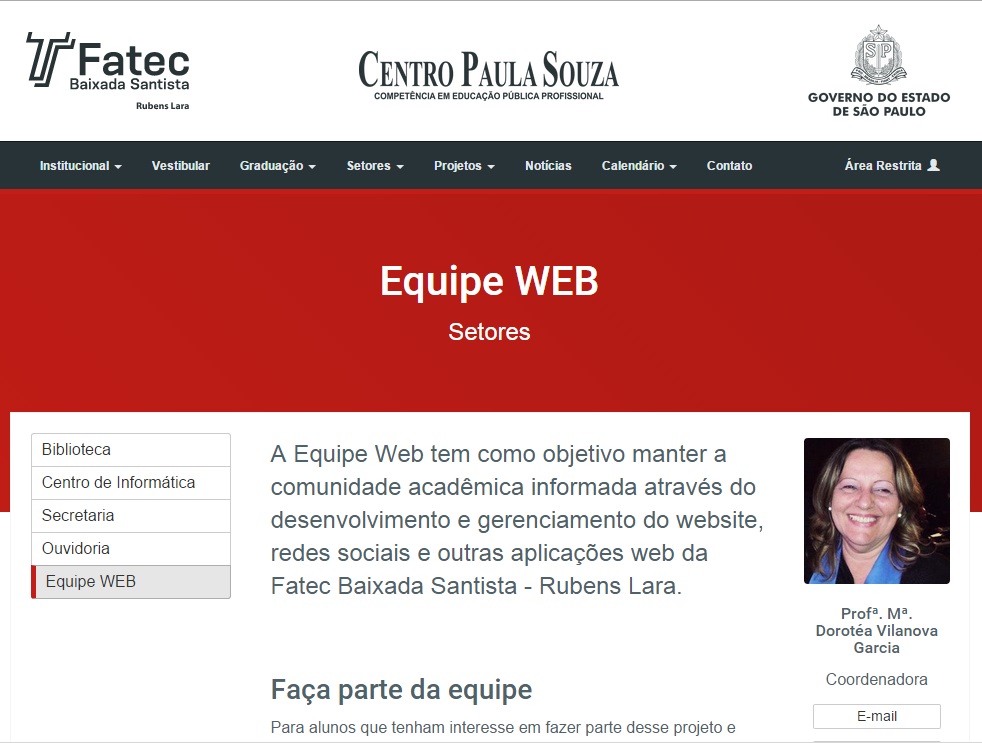 Fatec
Baixada Santista
Rubens Lara
CENTRO PAULA SOUZA
COMPETÊNCIA EM EDUCAÇÃO PÚBLICA PROFISSIONAL
SP
GOVERNO DO ESTADO
DE SÃO PAULO
Institucional Vestibular Graduação Setores Projetos Notícias Calendário Contato Área Restrita
Equipe WEB
Setores
Biblioteca
Centro de Informática
Secretaria
Ouvidoria
Equipe WEB
A Equipe Web tem como objetivo manter a
comunidade acadêmica informada através do
desenvolvimento e gerenciamento do website,
redes sociais e outras aplicações web da
Fatec Baixada Santista - Rubens Lara.
Faça parte da equipe
Para alunos que tenham interesse em fazer parte desse projeto e
Profª. Mª.
Dorotéa Vilanova
Garcia
Coordenadora
E-mail